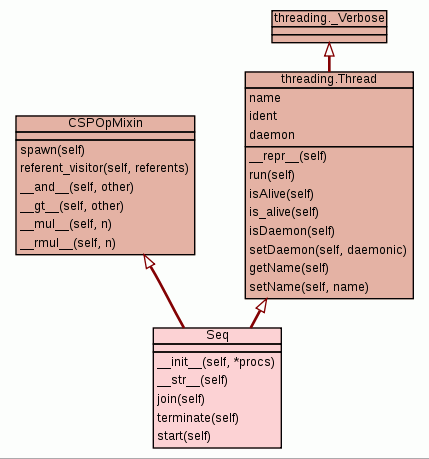 threading._Verbose
threading.Thread
name
ident
daemon
__repr__(self)
run(self)
isAlive(self)
is_alive(self)
isDaemon(self)
setDaemon(self, daemonic)
getName(self)
setName(self, name)
CSPOpMixin
spawn(self)
referent_visitor(self, referents)
__and__(self, other)
__gt__(self, other)
__mul__(self, n)
__rmul__(self, n)
Seq
__init__(self, *procs)
__str__(self)
join(self)
terminate(self)
start(self)